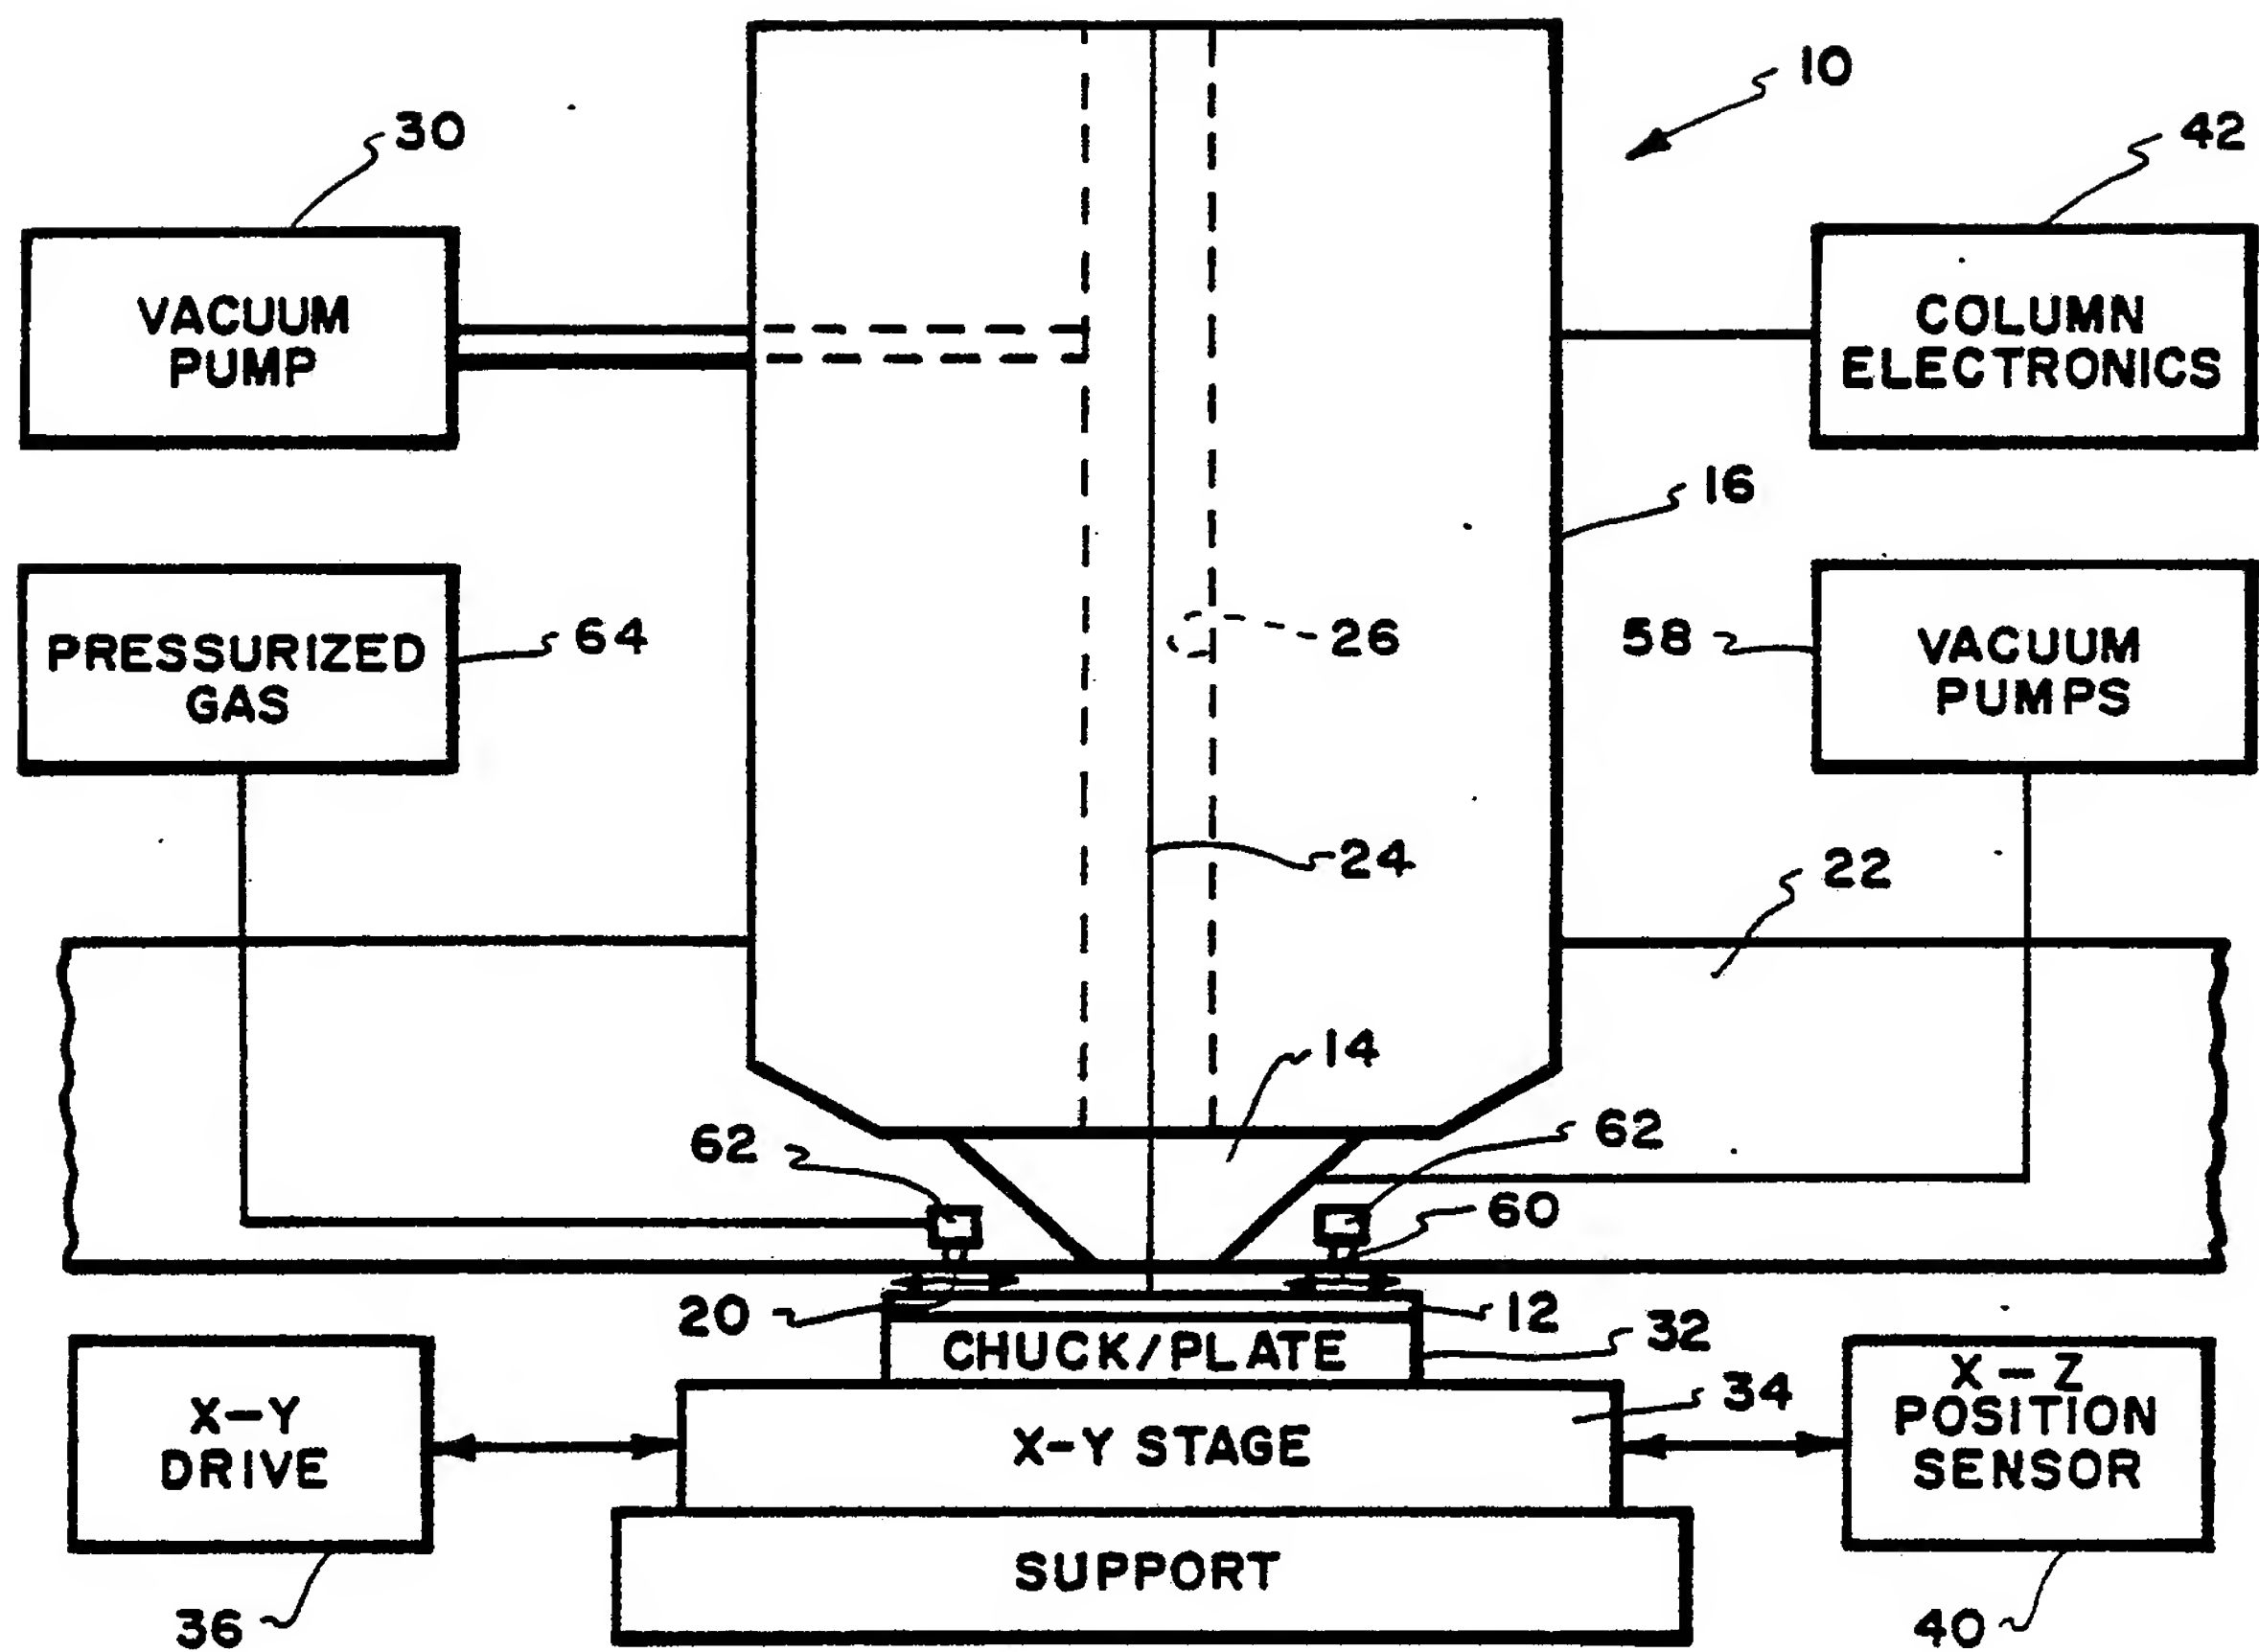 10
30
42
VACUUM
PUMP
COLUMN
ELECTRONICS
16
PRESSURIZED
GAS
64
26
58
VACUUM
PUMPS
24
22
14
62
62
60
20
12
CHUCK/PLATE
32
X-Y
DRIVE
34
X-Y STAGE
X-Z
POSITION
SENSOR
SUPPORT
36
40